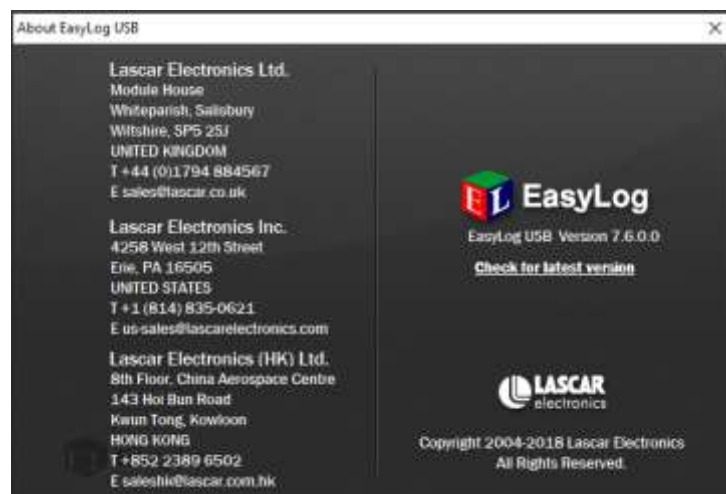 About EasyLog USB
Lascar Electronics Ltd.
Module House
Whiteparish, Salisbury
Wiltshire, SP5 2SJ
UNITED KINGDOM
T +44 (0)1794 884567
E sales@lascar.co.uk
Lascar Electronics Inc.
4258 West 12th Street
Erie, PA 16505
UNITED STATES
T +1 (814) 835-0621
E us-sales@lascarelectronics.com
Lascar Electronics (HK) Ltd.
8th Floor, China Aerospace Centre
143 Hoi Bun Road
Kwun Tong, Kowloon
HONG KONG
T +852 2389 6502
E saleshk@lascar.com.hk
EL EasyLog
EasyLog USB Version 7.6.0.0
Check for latest version
LASCAR
electronics
Copyright 2004-2018 Lascar Electronics
All Rights Reserved.